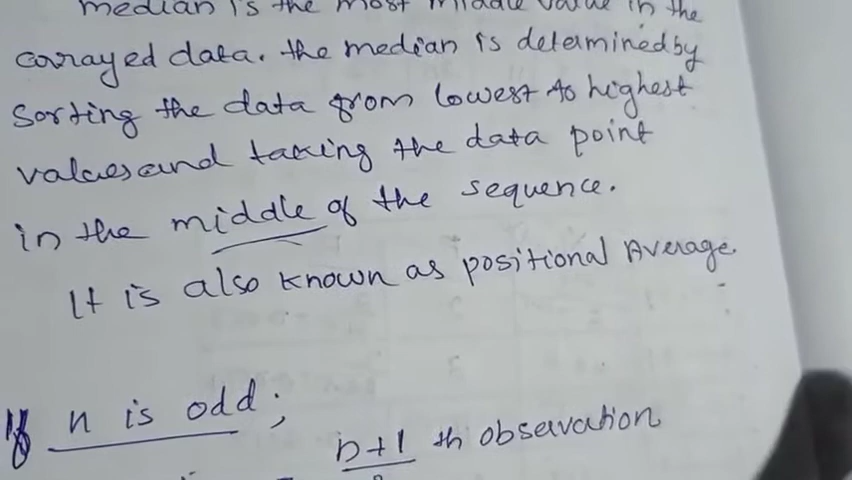 median is the most middle value in the
arrayed data. the median is determined by
Sorting the data from lowest to highest
values and taking the data point
in the middle of the sequence.
It is also known as positional Average.
If n is odd;
n+1 th observation